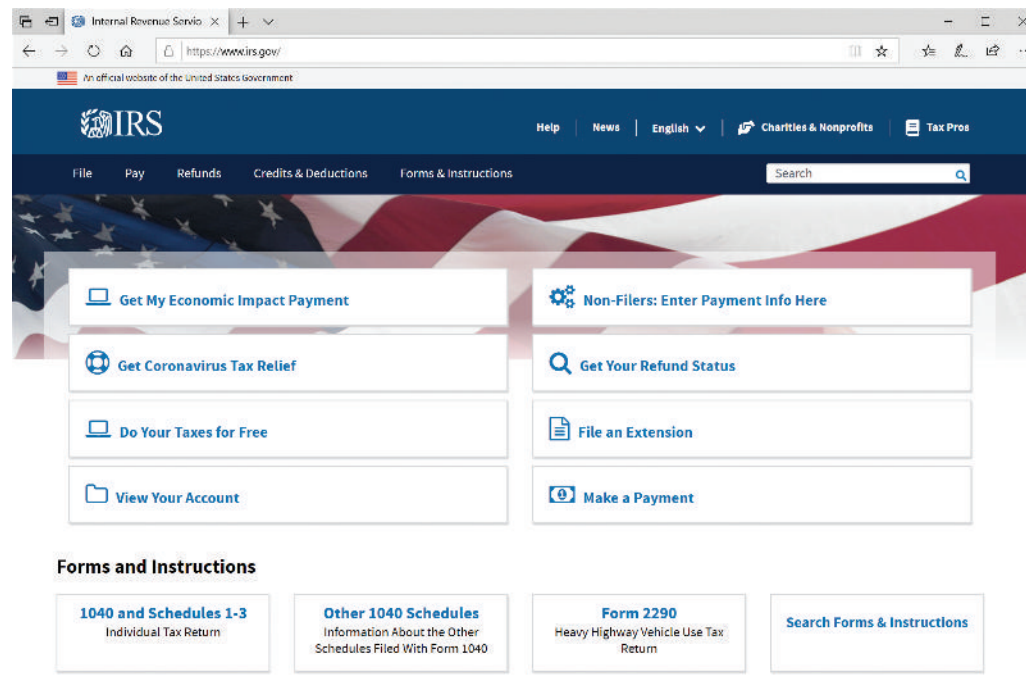 Internal Revenue Servio
https://www.irs.gov/
An official website of the United States Government
IRS
Help News English Charities & Nonprofits Tax Pros
File Pay Refunds Credits & Deductions Forms & Instructions Search
Get My Economic Impact Payment
Non-Filers: Enter Payment Info Here
Get Coronavirus Tax Relief
Get Your Refund Status
Do Your Taxes for Free
File an Extension
View Your Account
Make a Payment
Forms and Instructions
1040 and Schedules 1-3
Individual Tax Return
Other 1040 Schedules
Information About the Other
Schedules Filed With Form 1040
Form 2290
Heavy Highway Vehicle Use Tax
Return
Search Forms & Instructions